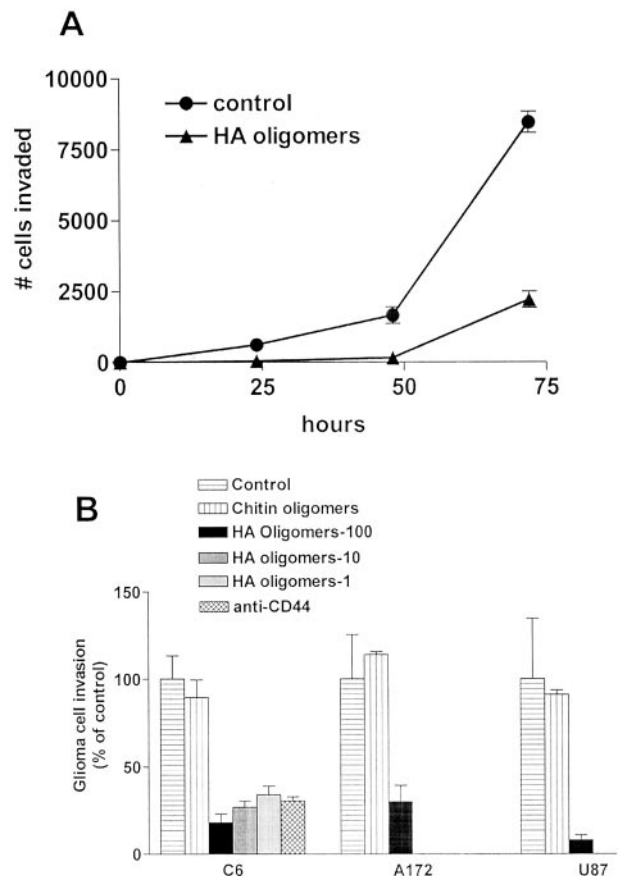 A
10000
7500
5000
2500
0
# cells invaded
control
HA oligomers
0 25 50 75
hours
B
Control
Chitin oligomers
HA Oligomers-100
HA oligomers-10
HA oligomers-1
anti-CD44
150
100
50
0
Glioma cell invasion
(% of control)
C6 A172 U87